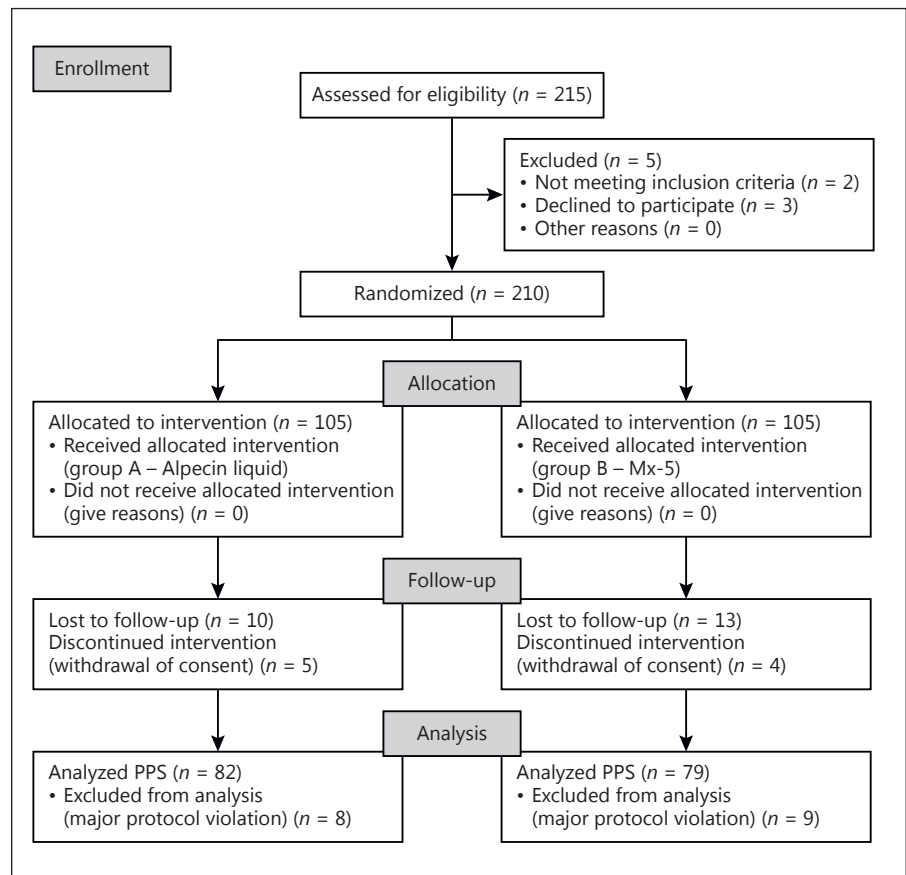 Enrollment
Assessed for eligibility (n = 215)
Excluded (n = 5)
• Not meeting inclusion criteria (n = 2)
• Declined to participate (n = 3)
• Other reasons (n = 0)
Randomized (n = 210)
Allocation
Allocated to intervention (n = 105)
• Received allocated intervention
(group A – Alpecin liquid)
• Did not receive allocated intervention
(give reasons) (n = 0)
Allocated to intervention (n = 105)
• Received allocated intervention
(group B – Mx-5)
• Did not receive allocated intervention
(give reasons) (n = 0)
Follow-up
Lost to follow-up (n = 10)
Discontinued intervention
(withdrawal of consent) (n = 5)
Lost to follow-up (n = 13)
Discontinued intervention
(withdrawal of consent) (n = 4)
Analysis
Analyzed PPS (n = 82)
• Excluded from analysis
(major protocol violation) (n = 8)
Analyzed PPS (n = 79)
• Excluded from analysis
(major protocol violation) (n = 9)